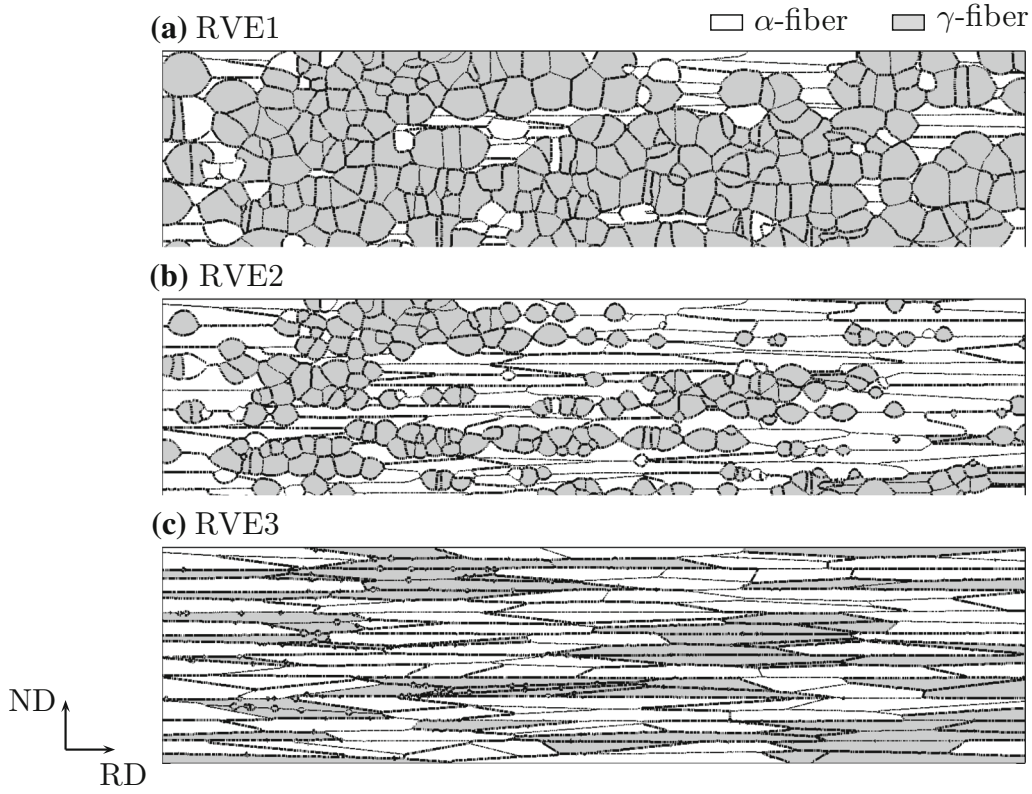 (a) RVE1
α-fiber
γ-fiber
(b) RVE2
(c) RVE3
ND
RD